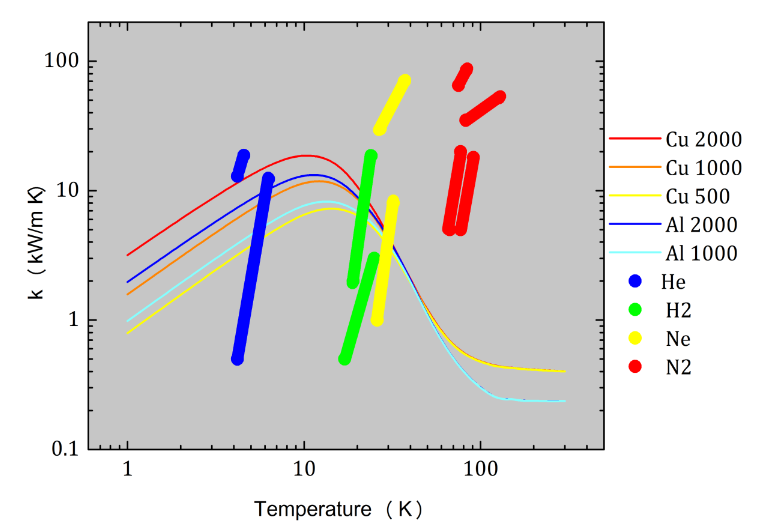 100
10
1
0.1
1
10
100
k (kW/m K)
Temperature (K)
Cu 2000
Cu 1000
Cu 500
Al 2000
Al 1000
He
H2
Ne
N2